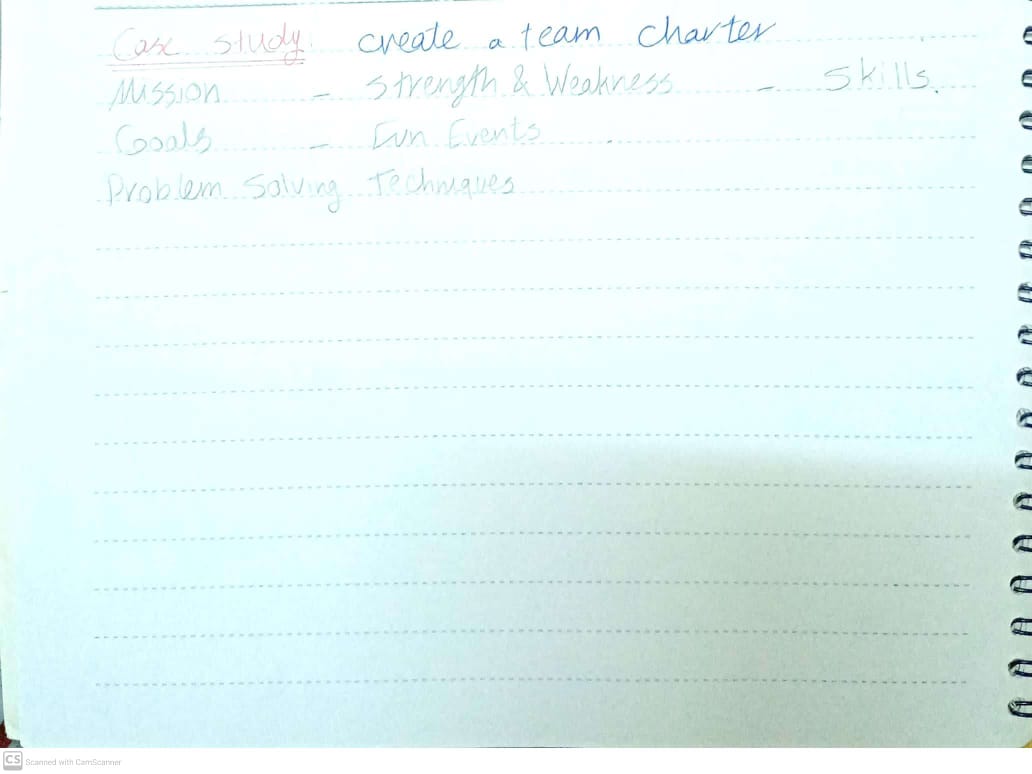 Case study: create a team charter
Mission - Strength & Weakness - Skills.
Goals - Fun Events.
Problem Solving Techniques
CS Scanned with CamScanner